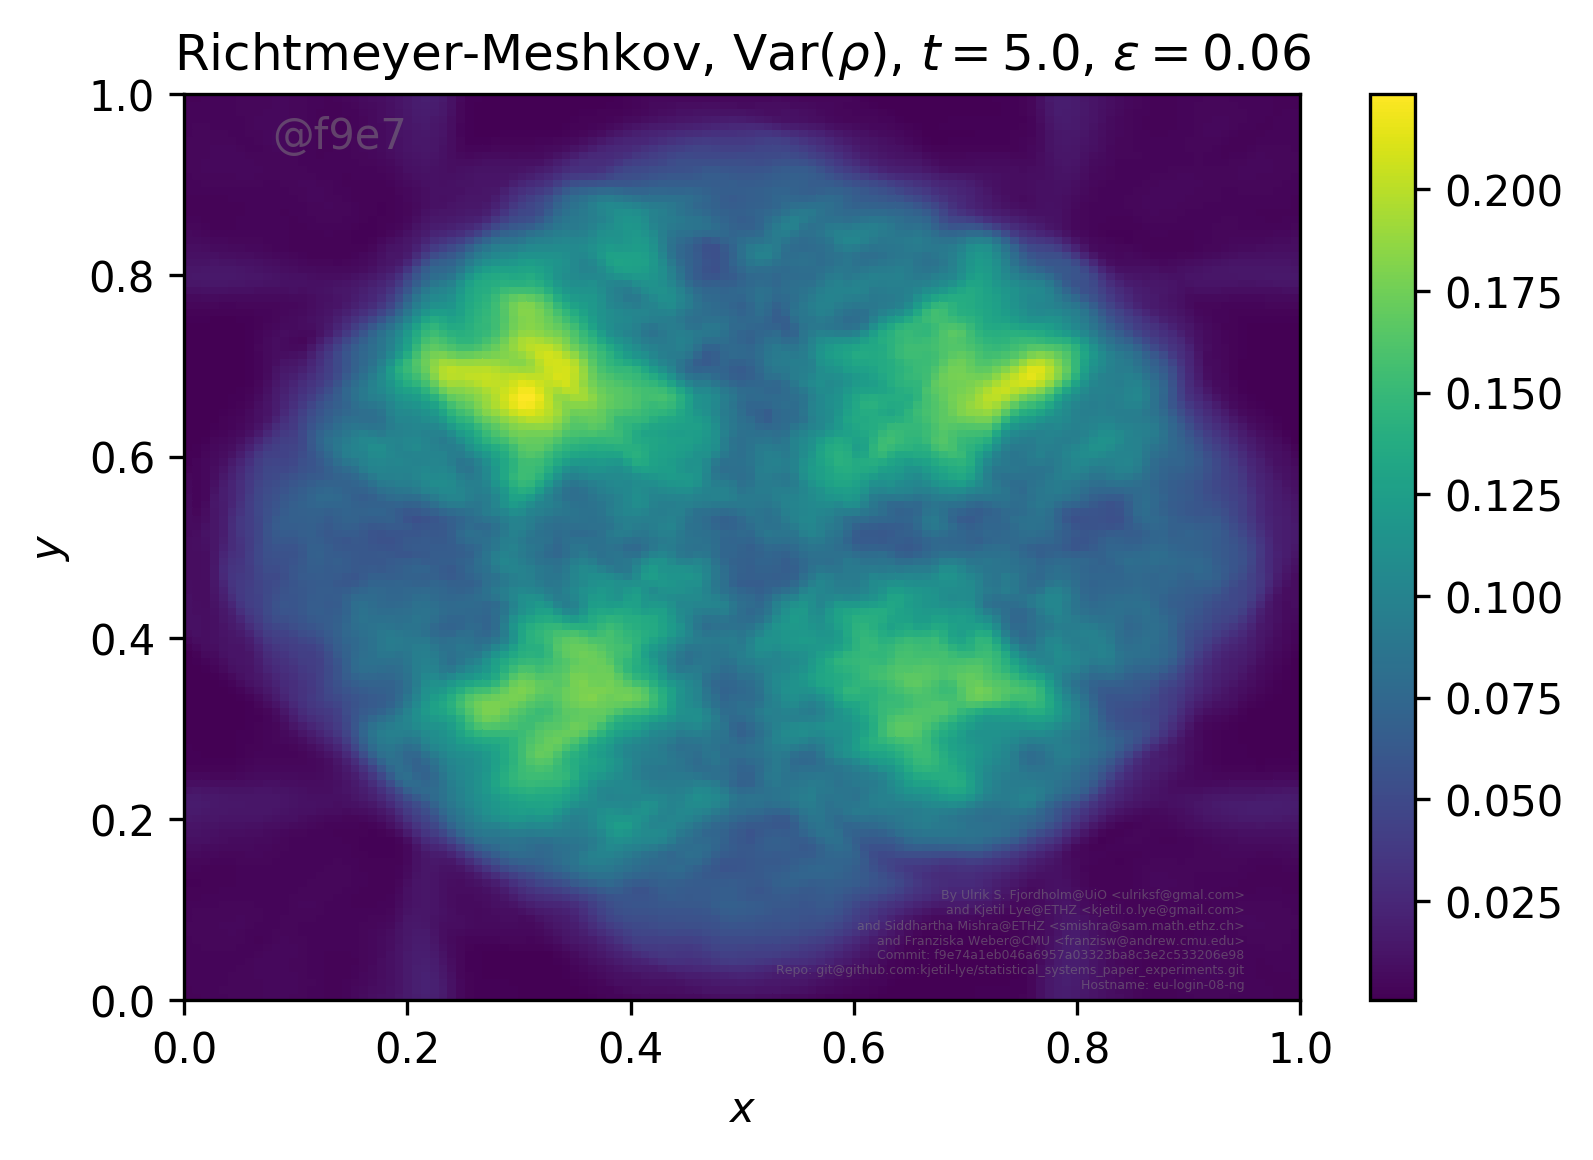 Richtmeyer-Meshkov, Var(ρ), t = 5.0, ε = 0.06
@f9e7
1.0
0.8
0.6
0.4
0.2
0.0
y
0.0 0.2 0.4 0.6 0.8 1.0
x
0.200
0.175
0.150
0.125
0.100
0.075
0.050
0.025
By Ulrik S. Fjordholm@UiO <ulriksf@gmal.com>
and Kjetil Lye@ETHZ <kjetil.o.lye@gmail.com>
and Siddhartha Mishra@ETHZ <smishra@sam.math.ethz.ch>
and Franziska Weber@CMU <franzisw@andrew.cmu.edu>
Commit: f9e74a1eb046a6957a03323ba8c3e2c533206e98
Repo: git@github.com:kjetil-lye/statistical_systems_paper_experiments.git
Hostname: eu-login-08-ng